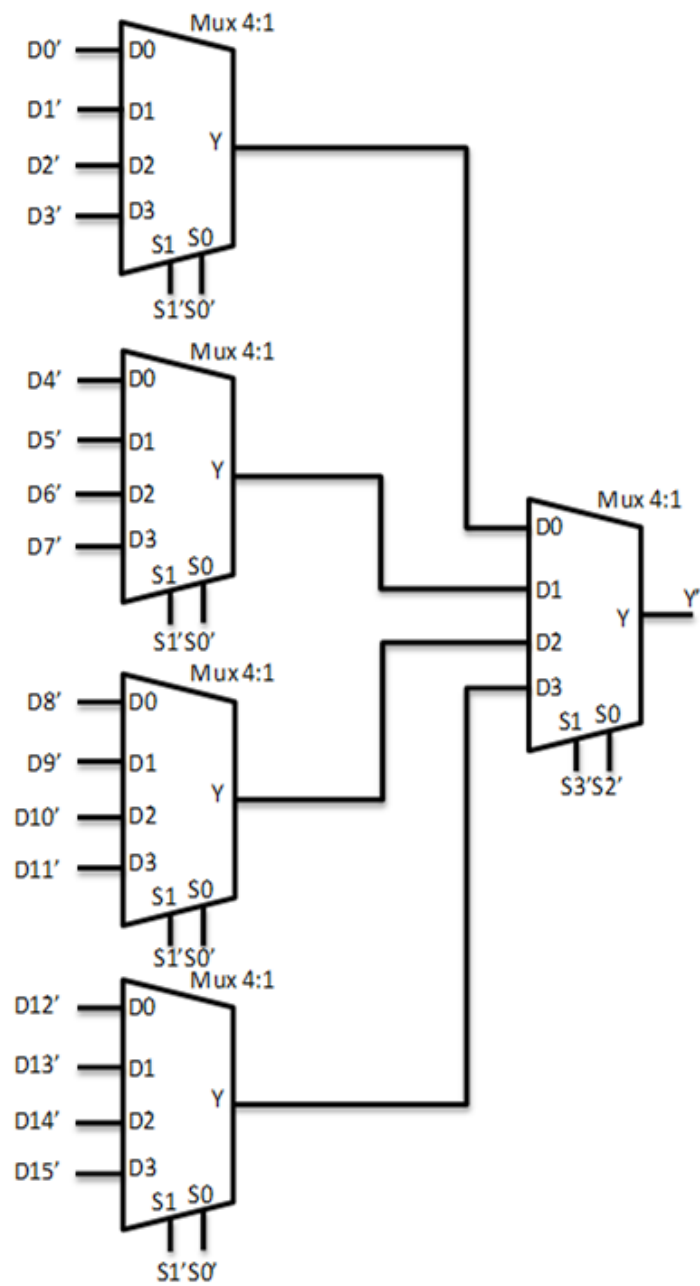 Mux 4:1
D0’ D0
D1’ D1
Y
D2’ D2
D3’ D3
S1 S0
S1’S0’
Mux 4:1
D4’ D0
D5’ D1
Y
D6’ D2
D7’ D3
S1 S0
S1’S0’
Mux 4:1
D8’ D0
D9’ D1
Y
D10’ D2
D11’ D3
S1 S0
S1’S0’
Mux 4:1
D12’ D0
D13’ D1
Y
D14’ D2
D15’ D3
S1 S0
S1’S0’
Mux 4:1
D0
D1
Y Y’
D2
D3
S1 S0
S3’S2’